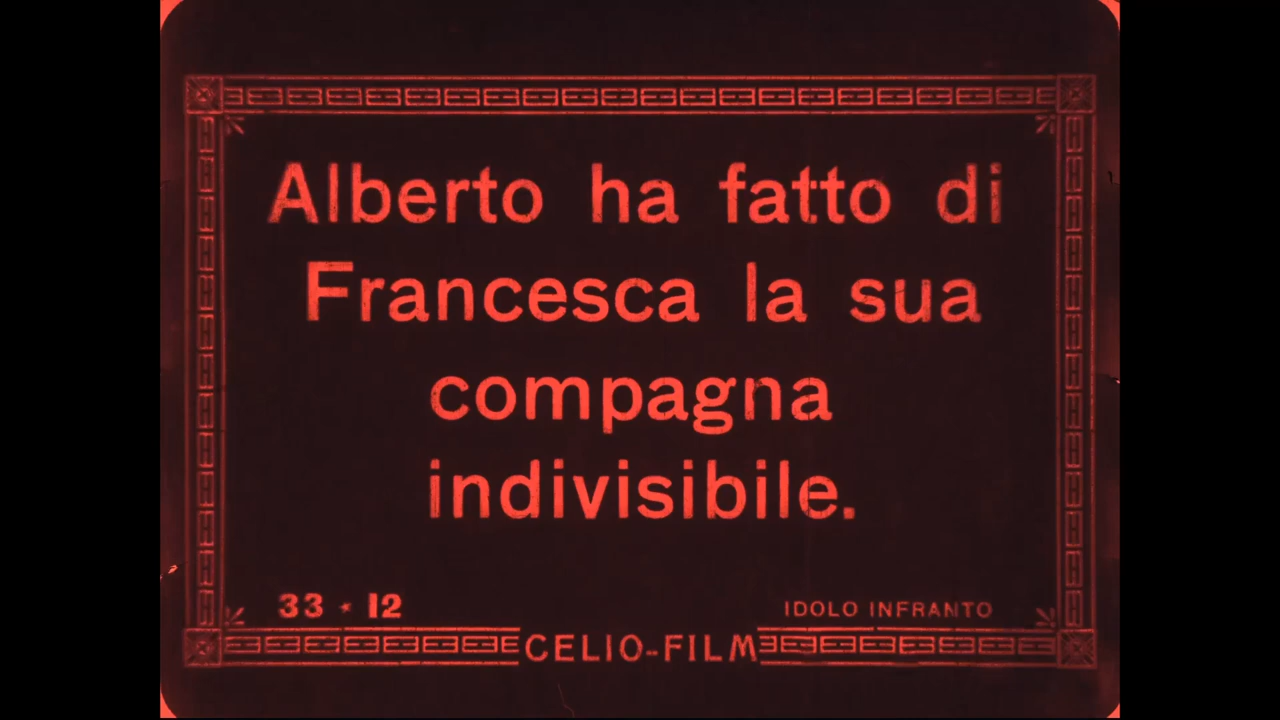 Alberto ha fatto di
Francesca la sua
compagna
indivisibile.
33 * 12
IDOLO INFRANTO
CELIO-FILM